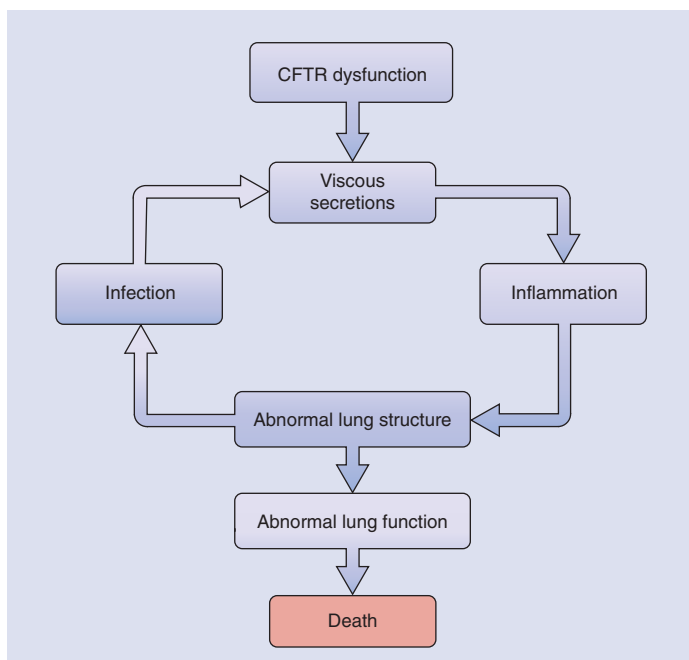 CFTR dysfunction
Viscous
secretions
Infection
Inflammation
Abnormal lung structure
Abnormal lung function
Death